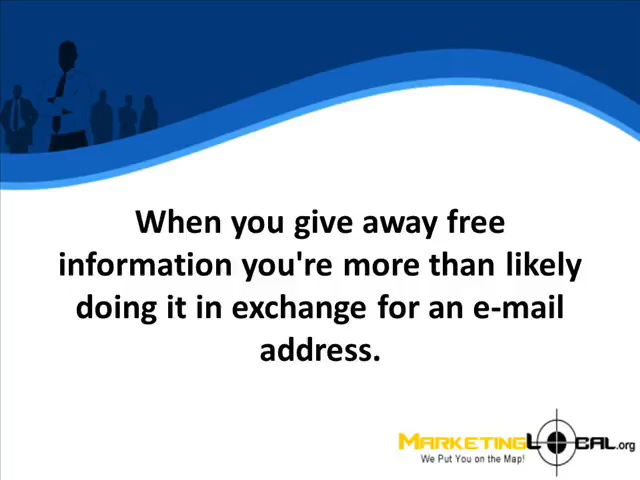 When you give away free
information you're more than likely
doing it in exchange for an e-mail
address.
MARKETINGLOCAL.org
We Put You on the Map!